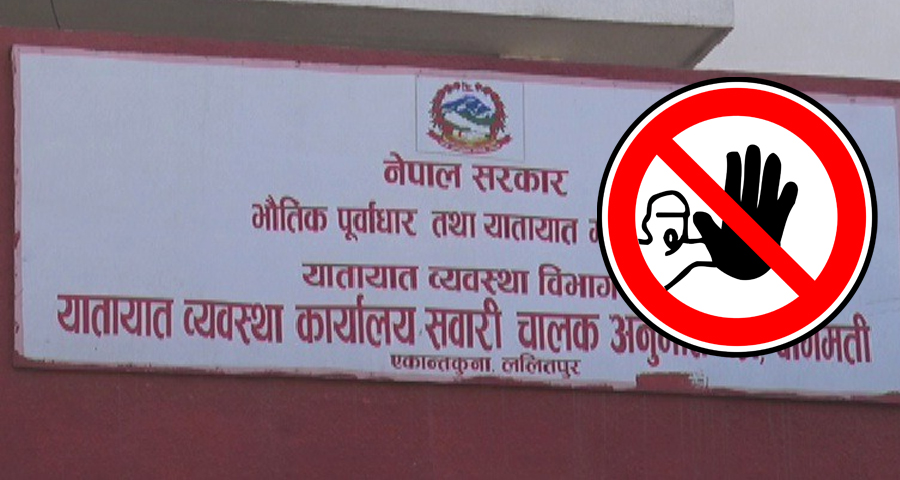 नेपाल सरकार
भौतिक पूर्वाधार तथा यातायात
यातायात व्यवस्था विभाग
यातायात व्यवस्था कार्यालय, सवारी चालक
एकान्तकुना, ललितपुर